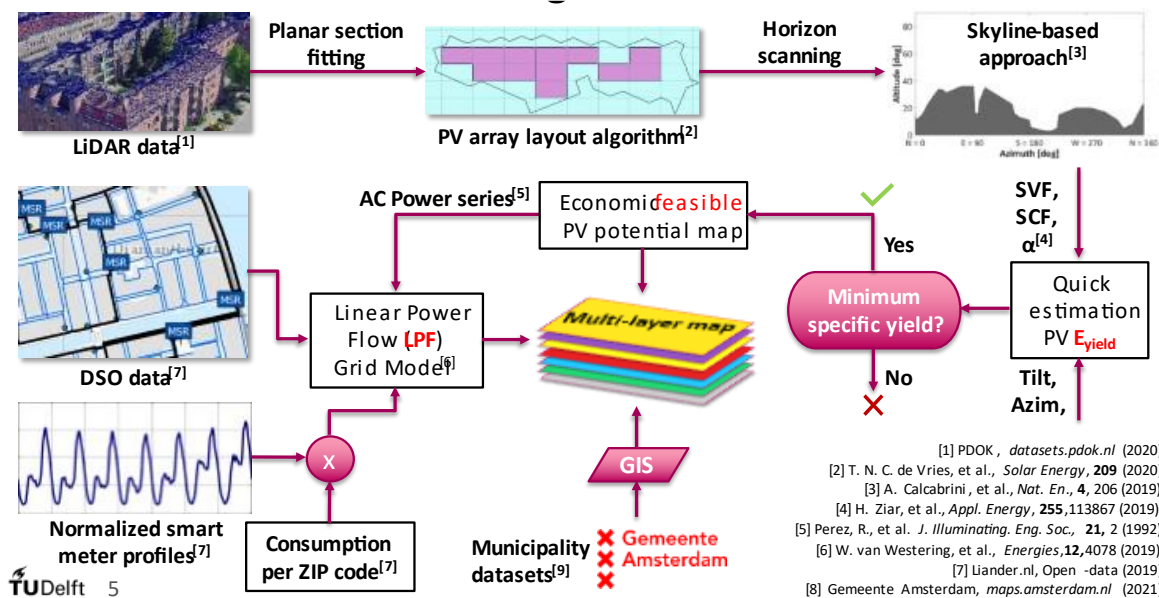 Planar section
fitting
Horizon
scanning
Skyline-based
approach[3]
LiDAR data[1]
PV array layout algorithm[2]
Altitude [deg]
80
60
40
20
0
N = 0 E = 90 S = 180 W = 270 N = 360
Azimuth [deg]
MSR
MSR
MSR
MSR
MSR
AC Power series[5]
Economic feasible
PV potential map
Yes
SVF,
SCF,
α[4]
Linear Power
Flow (LPF)
Grid Model[6]
Multi-layer map
Minimum
specific yield?
Quick
estimation
PV Eyield
DSO data[7]
No
Tilt,
Azim,
X
GIS
Normalized smart
meter profiles[7]
Consumption
per ZIP code[7]
Municipality
datasets[9]
Gemeente
Amsterdam
[1] PDOK , datasets.pdok.nl (2020)
[2] T. N. C. de Vries, et al., Solar Energy, 209 (2020)
[3] A. Calcabrini, et al., Nat. En., 4, 206 (2019)
[4] H. Ziar, et al., Appl. Energy, 255,113867 (2019)
[5] Perez, R., et al. J. Illuminating. Eng. Soc., 21, 2 (1992)
[6] W. van Westering, et al., Energies,12,4078 (2019)
[7] Liander.nl, Open -data (2019)
[8] Gemeente Amsterdam, maps.amsterdam.nl (2021)
TUDelft 5